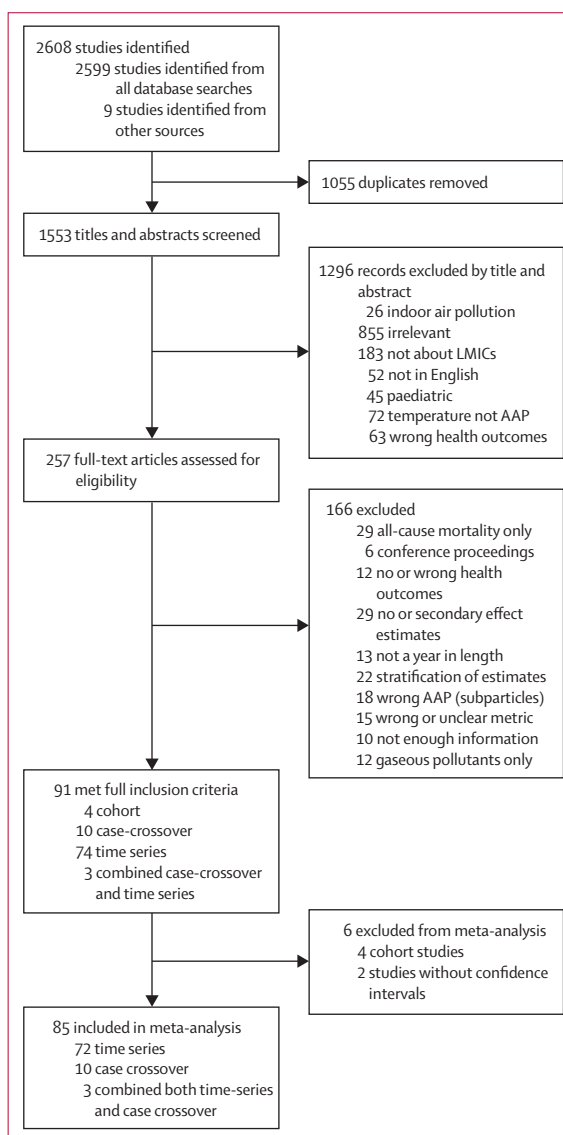 2608 studies identified
2599 studies identified from
all database searches
9 studies identified from
other sources
1055 duplicates removed
1553 titles and abstracts screened
1296 records excluded by title and
abstract
26 indoor air pollution
855 irrelevant
183 not about LMICs
52 not in English
45 paediatric
72 temperature not AAP
63 wrong health outcomes
257 full-text articles assessed for
eligibility
166 excluded
29 all-cause mortality only
6 conference proceedings
12 no or wrong health
outcomes
29 no or secondary effect
estimates
13 not a year in length
22 stratification of estimates
18 wrong AAP (subparticles)
15 wrong or unclear metric
10 not enough information
12 gaseous pollutants only
91 met full inclusion criteria
4 cohort
10 case-crossover
74 time series
3 combined case-crossover
and time series
6 excluded from meta-analysis
4 cohort studies
2 studies without confidence
intervals
85 included in meta-analysis
72 time series
10 case crossover
3 combined both time-series
and case crossover